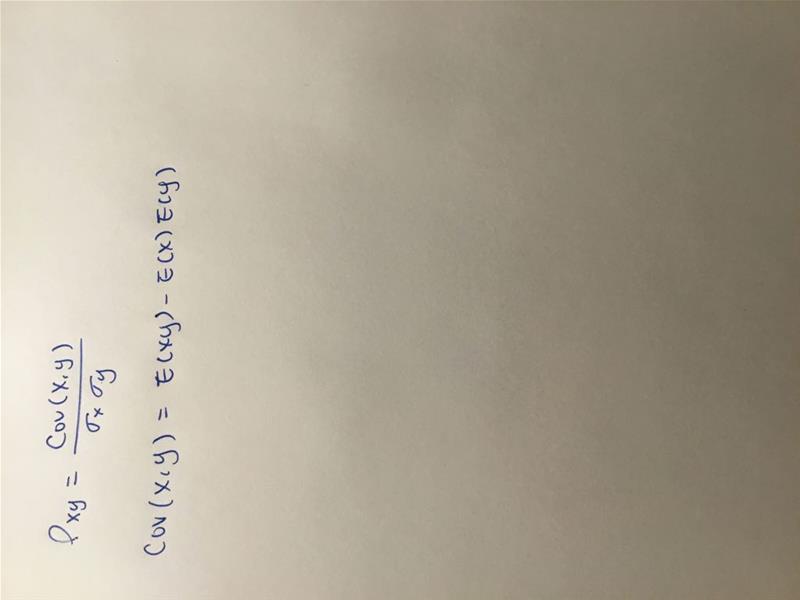 ρxy = Cov(x,y) / σx σy
Cov(x,y) = E(xy) - E(x) E(y)